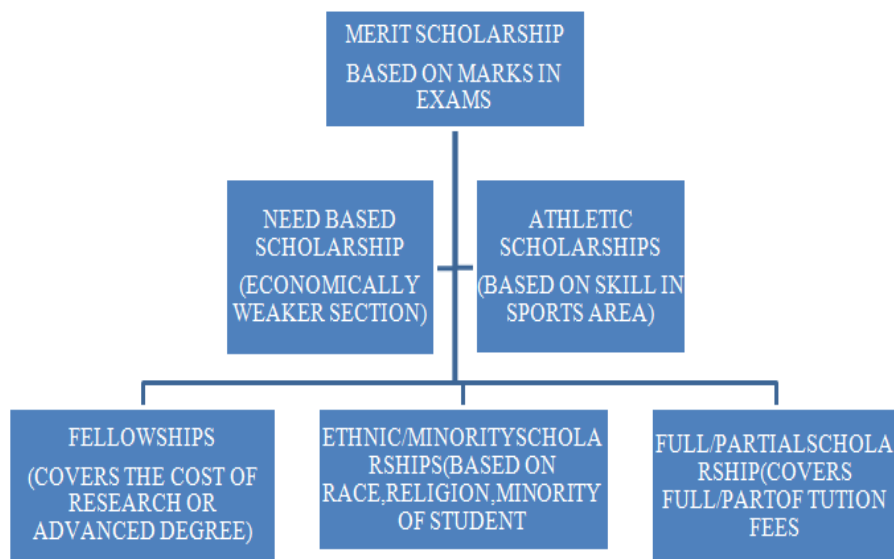 MERIT SCHOLARSHIP
BASED ON MARKS IN
EXAMS
NEED BASED
SCHOLARSHIP
(ECONOMICALLY
WEAKER SECTION)
ATHLETIC
SCHOLARSHIPS
(BASED ON SKILL IN
SPORTS AREA)
FELLOWSHIPS
(COVERS THE COST OF
RESEARCH OR
ADVANCED DEGREE)
ETHNIC/MINORITYSCHOLA
RSHIPS(BASED ON
RACE,RELIGION,MINORITY
OF STUDENT
FULL/PARTIALSCHOLA
RSHIP(COVERS
FULL/PARTOF TUTION
FEES